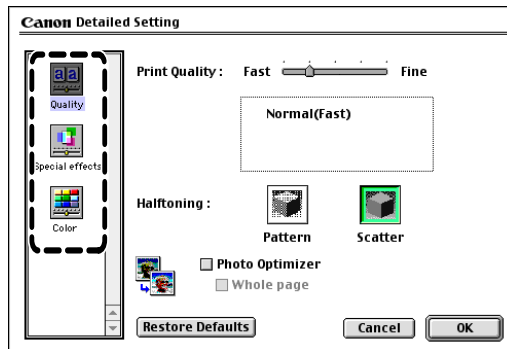 Canon Detailed Setting
aa
Quality
Special effects
Color
Print Quality : Fast Fine
Normal(Fast)
Halftoning :
Pattern Scatter
Photo Optimizer
Whole page
Restore Defaults Cancel OK